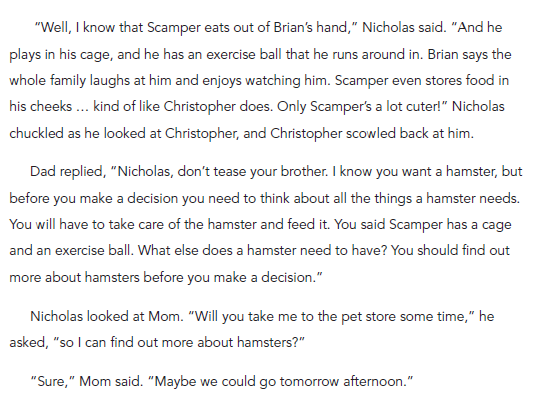 “Well, I know that Scamper eats out of Brian’s hand,” Nicholas said. “And he
plays in his cage, and he has an exercise ball that he runs around in. Brian says the
whole family laughs at him and enjoys watching him. Scamper even stores food in
his cheeks … kind of like Christopher does. Only Scamper’s a lot cuter!” Nicholas
chuckled as he looked at Christopher, and Christopher scowled back at him.
Dad replied, “Nicholas, don’t tease your brother. I know you want a hamster, but
before you make a decision you need to think about all the things a hamster needs.
You will have to take care of the hamster and feed it. You said Scamper has a cage
and an exercise ball. What else does a hamster need to have? You should find out
more about hamsters before you make a decision.”
Nicholas looked at Mom. “Will you take me to the pet store some time,” he
asked, “so I can find out more about hamsters?”
“Sure,” Mom said. “Maybe we could go tomorrow afternoon.”